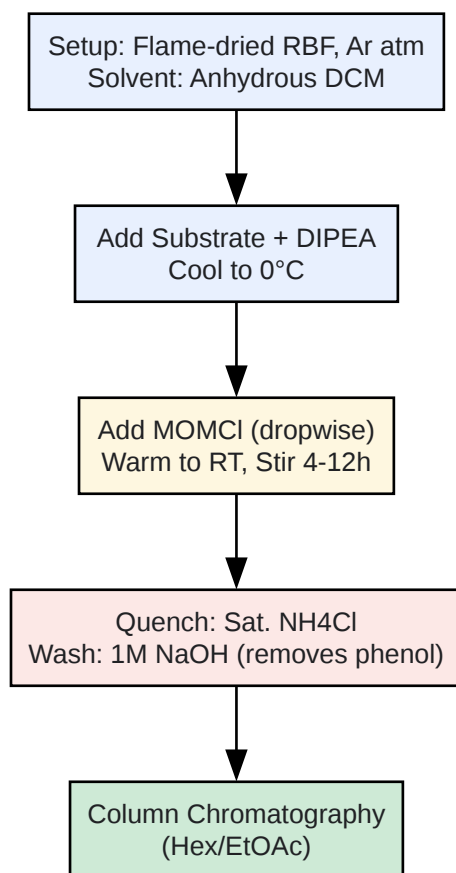 Setup: Flame-dried RBF, Ar atm
Solvent: Anhydrous DCM
Add Substrate + DIPEA
Cool to 0°C
Add MOMCl (dropwise)
Warm to RT, Stir 4-12h
Quench: Sat. NH4Cl
Wash: 1M NaOH (removes phenol)
Column Chromatography
(Hex/EtOAc)